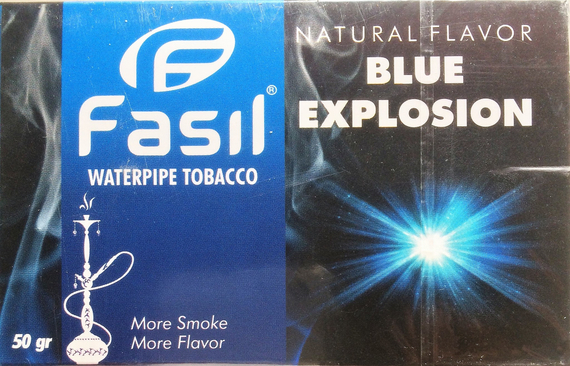 Fasil®
WATERPIPE TOBACCO
More Smoke
More Flavor
50 gr
NATURAL FLAVOR
BLUE
EXPLOSION